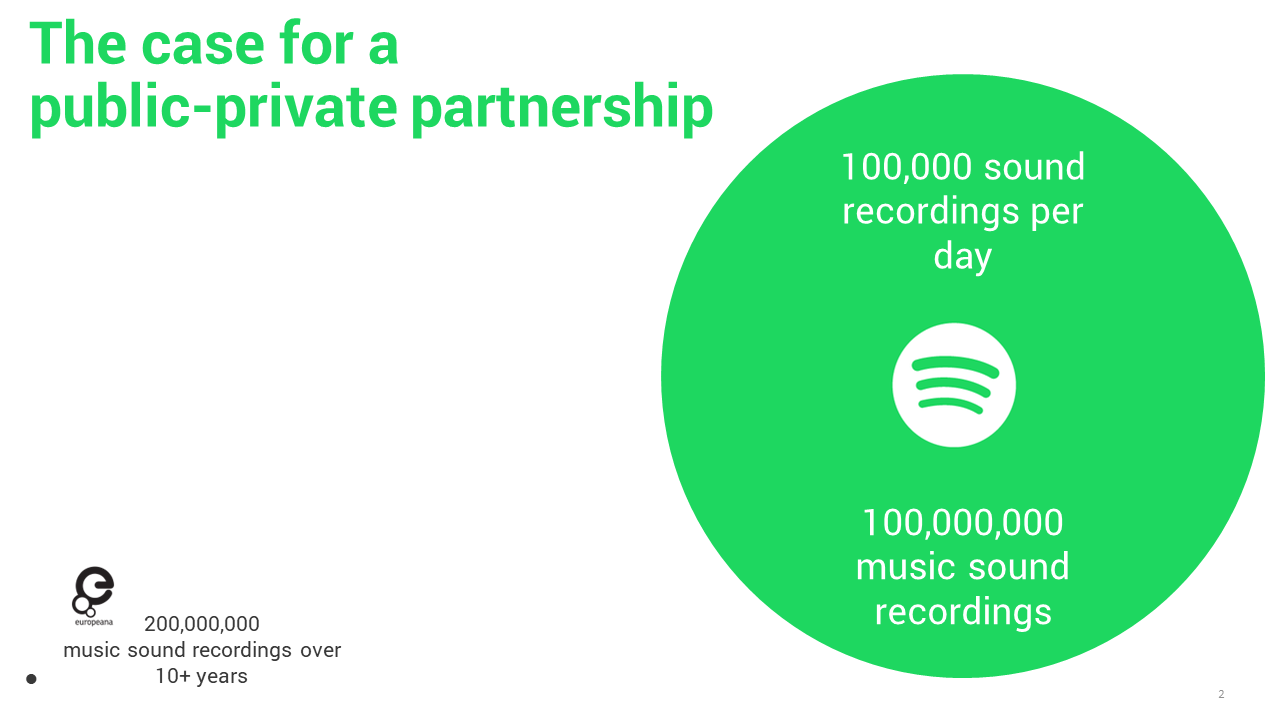 The case for a
public-private partnership
100,000 sound
recordings per
day
100,000,000
music sound
recordings
europeana
200,000,000
music sound recordings over
10+ years
2